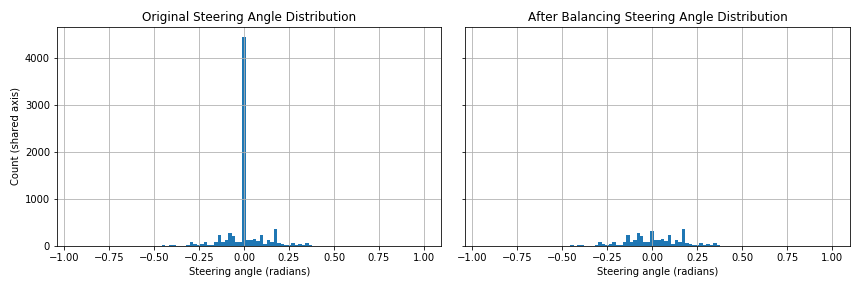 Original Steering Angle Distribution
After Balancing Steering Angle Distribution
Count (shared axis)
4000
3000
2000
1000
0
−1.00 −0.75 −0.50 −0.25 0.00 0.25 0.50 0.75 1.00
−1.00 −0.75 −0.50 −0.25 0.00 0.25 0.50 0.75 1.00
Steering angle (radians)
Steering angle (radians)